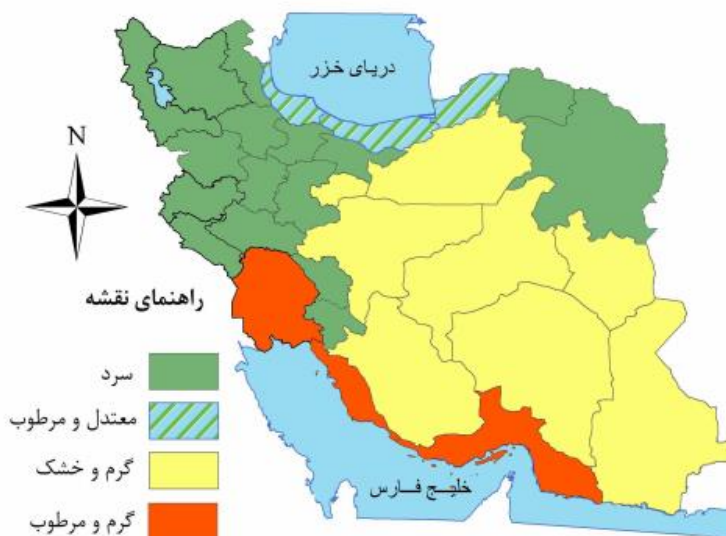 دریای خزر
N
راهنمای نقشه
سرد
معتدل و مرطوب
گرم و خشک
گرم و مرطوب
خلیج فارس